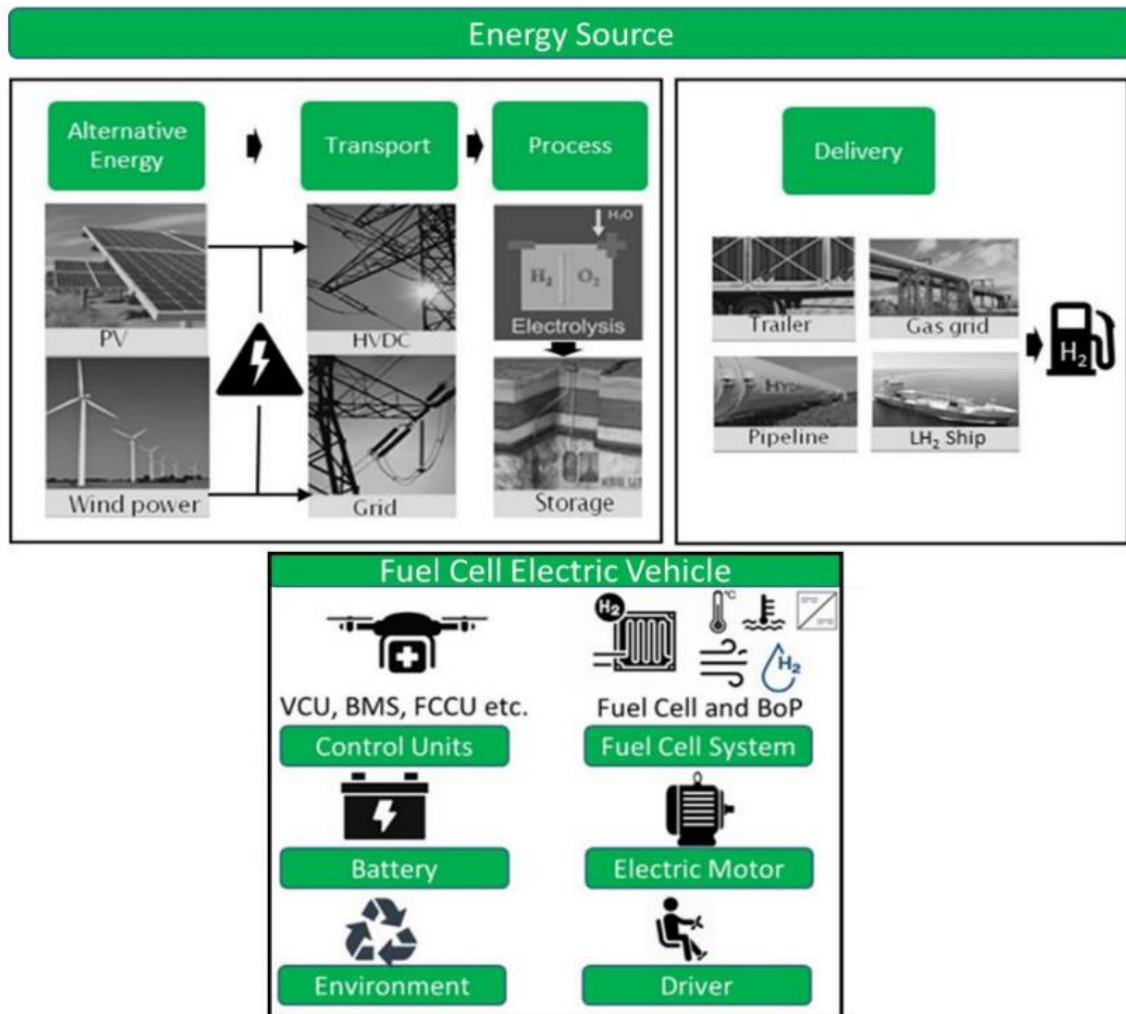 Energy Source
Alternative
Energy
Transport
Process
Delivery
H₂O
H₂
O₂
Electrolysis
PV
HVDC
Wind power
Grid
Storage
Trailer
Gas grid
HYD
Pipeline
LH₂ Ship
H₂
Fuel Cell Electric Vehicle
H₂
°C
H₂
VCU, BMS, FCCU etc.
Fuel Cell and BoP
Control Units
Fuel Cell System
Battery
Electric Motor
Environment
Driver